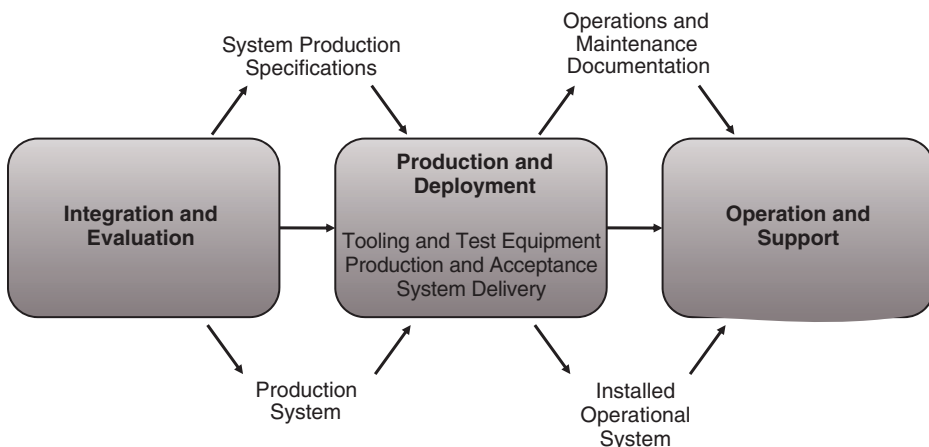 System Production
Specifications
Operations and
Maintenance
Documentation
Integration and
Evaluation
Production and
Deployment
Tooling and Test Equipment
Production and Acceptance
System Delivery
Operation and
Support
Production
System
Installed
Operational
System